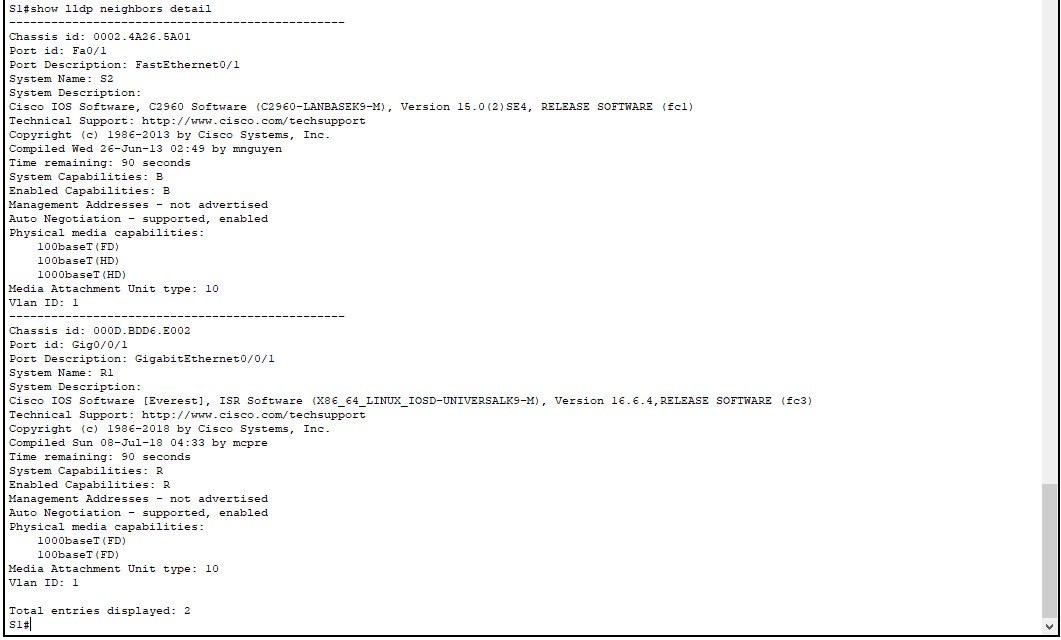 S1#show lldp neighbors detail
------------------------------------------------
Chassis id: 0002.4A26.5A01
Port id: Fa0/1
Port Description: FastEthernet0/1
System Name: S2
System Description:
Cisco IOS Software, C2960 Software (C2960-LANBASEK9-M), Version 15.0(2)SE4, RELEASE SOFTWARE (fc1)
Technical Support: http://www.cisco.com/techsupport
Copyright (c) 1986-2013 by Cisco Systems, Inc.
Compiled Wed 26-Jun-13 02:49 by mnguyen
Time remaining: 90 seconds
System Capabilities: B
Enabled Capabilities: B
Management Addresses - not advertised
Auto Negotiation - supported, enabled
Physical media capabilities:
    100baseT(FD)
    100baseT(HD)
    1000baseT(HD)
Media Attachment Unit type: 10
Vlan ID: 1
------------------------------------------------
Chassis id: 000D.BDD6.E002
Port id: Gig0/0/1
Port Description: GigabitEthernet0/0/1
System Name: R1
System Description:
Cisco IOS Software [Everest], ISR Software (X86_64_LINUX_IOSD-UNIVERSALK9-M), Version 16.6.4,RELEASE SOFTWARE (fc3)
Technical Support: http://www.cisco.com/techsupport
Copyright (c) 1986-2018 by Cisco Systems, Inc.
Compiled Sun 08-Jul-18 04:33 by mcpre
Time remaining: 90 seconds
System Capabilities: R
Enabled Capabilities: R
Management Addresses - not advertised
Auto Negotiation - supported, enabled
Physical media capabilities:
    1000baseT(FD)
    100baseT(FD)
Media Attachment Unit type: 10
Vlan ID: 1

Total entries displayed: 2
S1#